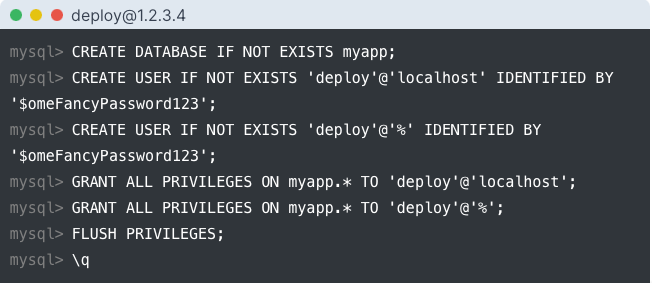 deploy@1.2.3.4
mysql> CREATE DATABASE IF NOT EXISTS myapp;
mysql> CREATE USER IF NOT EXISTS 'deploy'@'localhost' IDENTIFIED BY
'$omeFancyPassword123';
mysql> CREATE USER IF NOT EXISTS 'deploy'@'%' IDENTIFIED BY
'$omeFancyPassword123';
mysql> GRANT ALL PRIVILEGES ON myapp.* TO 'deploy'@'localhost';
mysql> GRANT ALL PRIVILEGES ON myapp.* TO 'deploy'@'%';
mysql> FLUSH PRIVILEGES;
mysql> \q